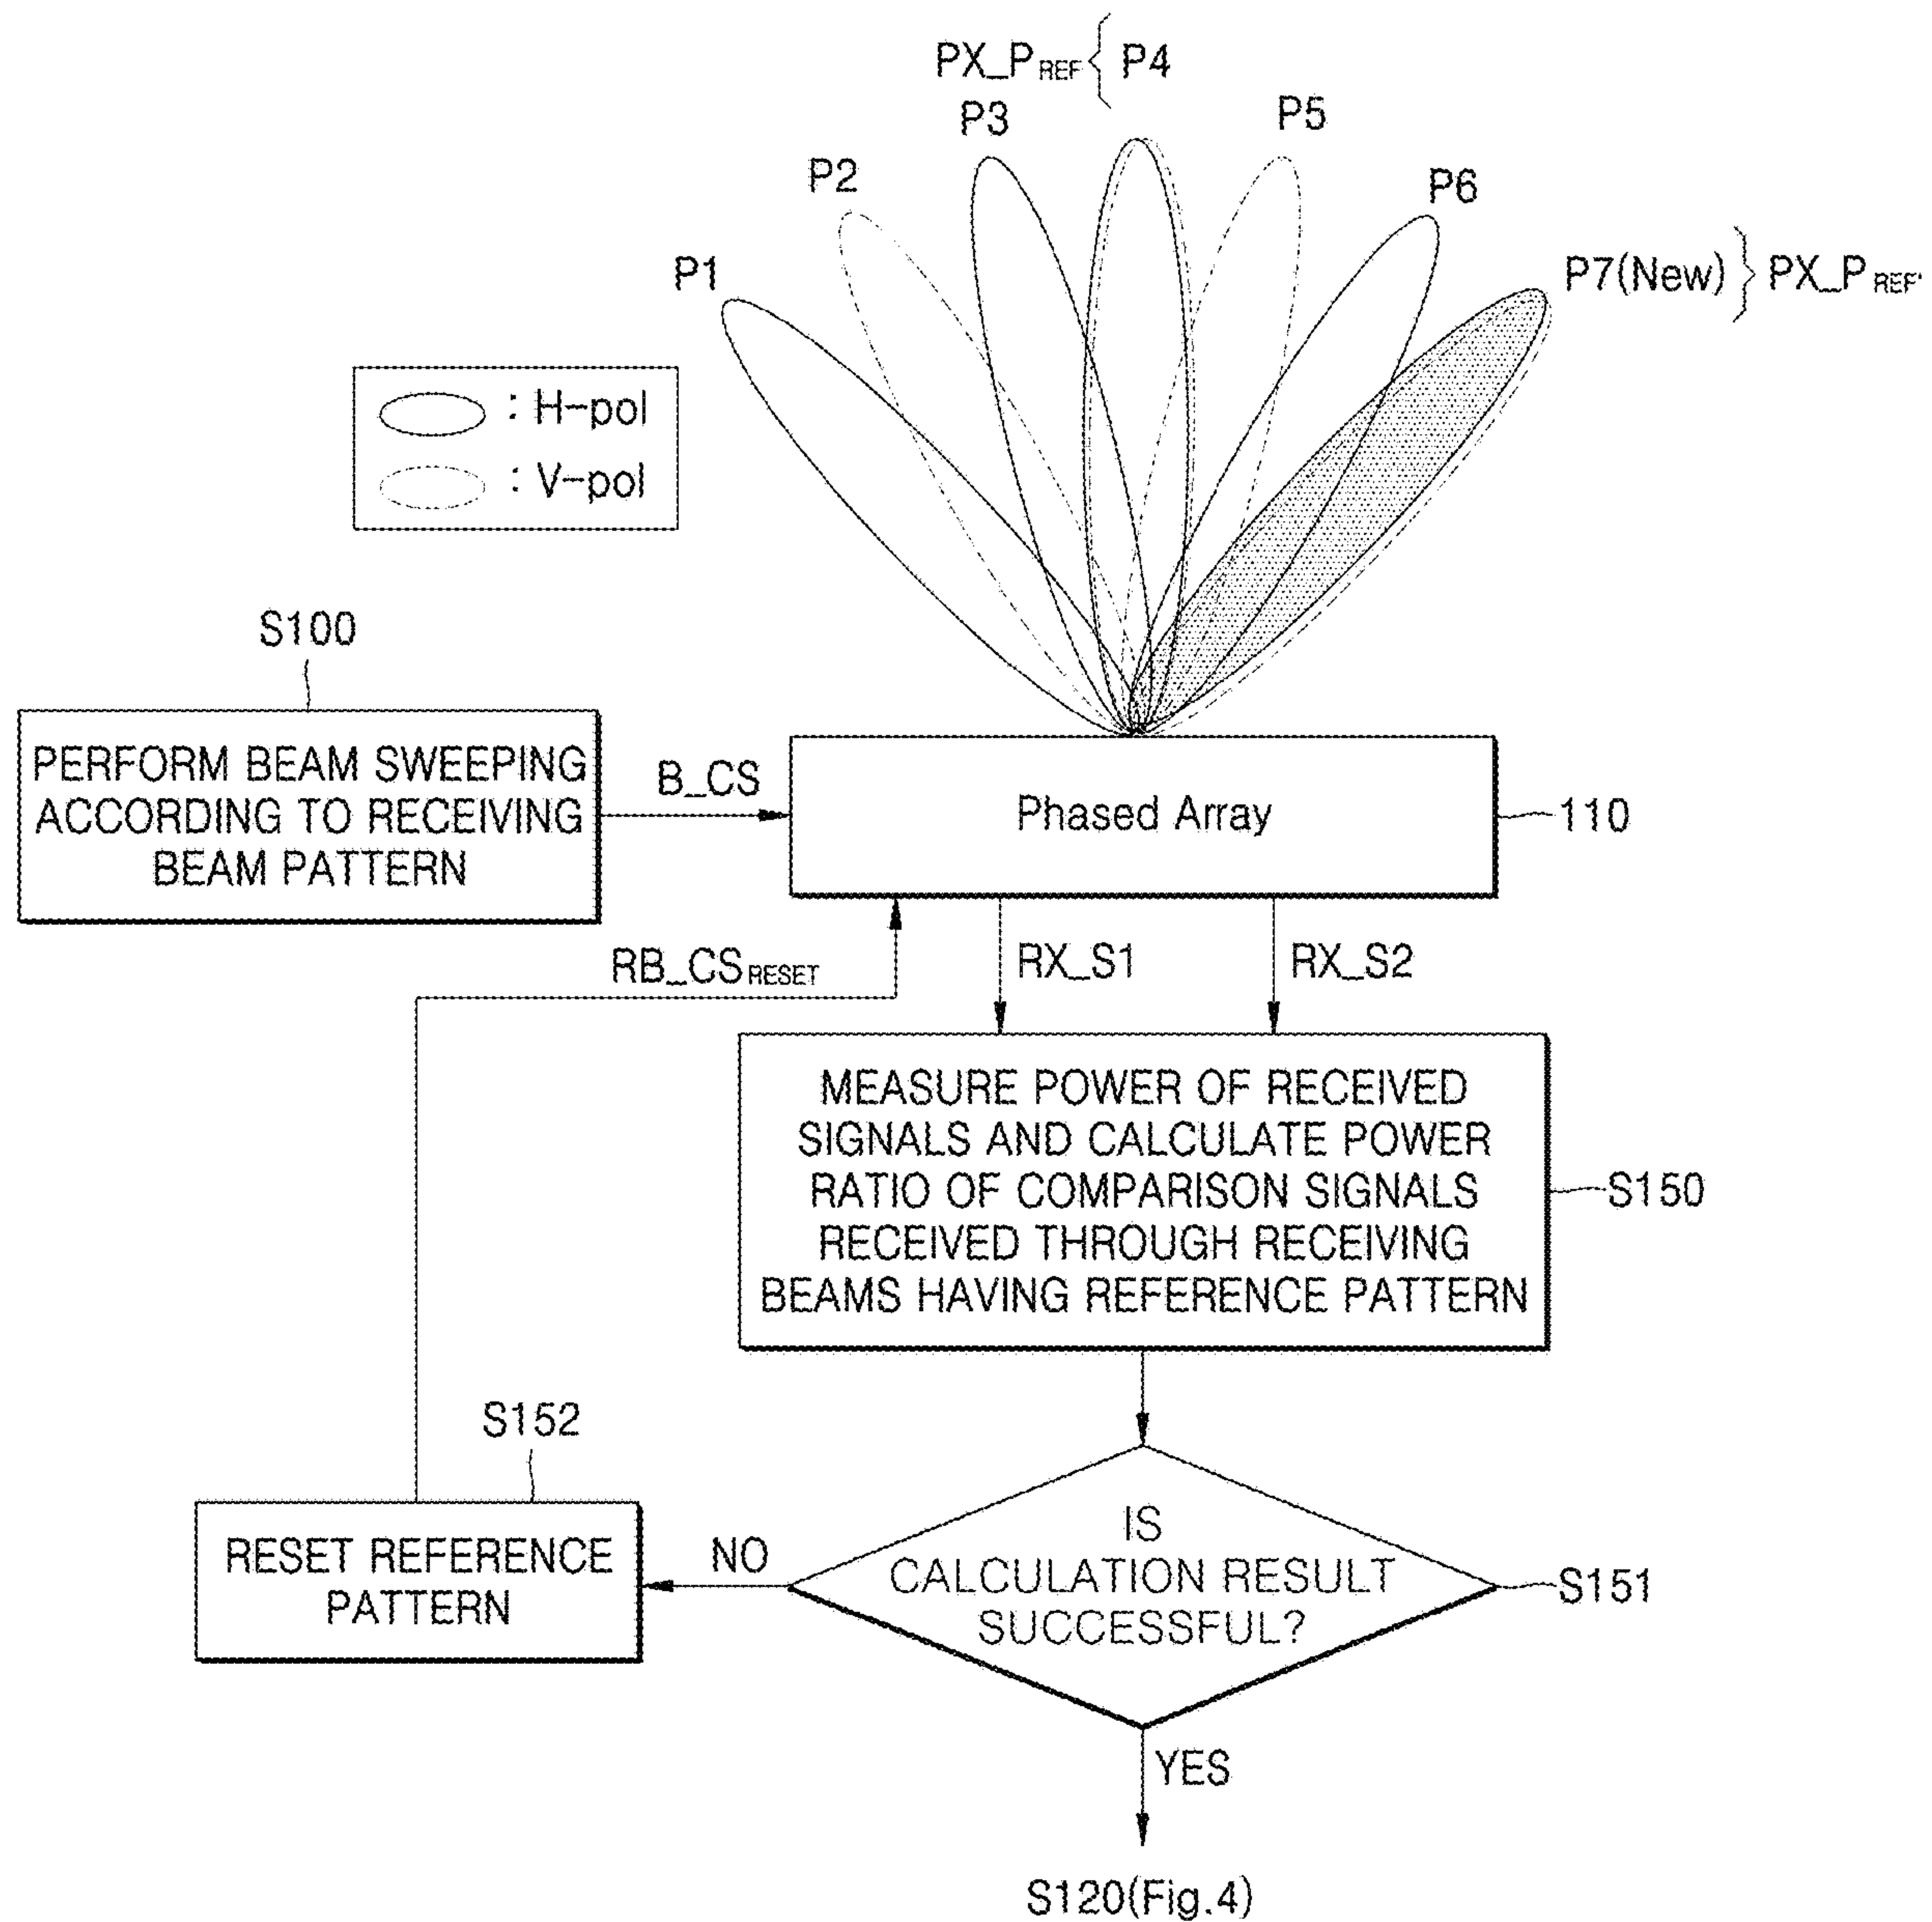 PX_PREF { P4
P3
P5
P2
P6
P1
P7(New) } PX_PREF'
: H-pol
: V-pol
S100
PERFORM BEAM SWEEPING
ACCORDING TO RECEIVING
BEAM PATTERN
B_CS
Phased Array
110
RB_CSRESET
RX_S1
RX_S2
MEASURE POWER OF RECEIVED
SIGNALS AND CALCULATE POWER
RATIO OF COMPARISON SIGNALS
RECEIVED THROUGH RECEIVING
BEAMS HAVING REFERENCE PATTERN
S150
S152
RESET REFERENCE
PATTERN
NO
IS
CALCULATION RESULT
SUCCESSFUL?
S151
YES
S120(Fig.4)